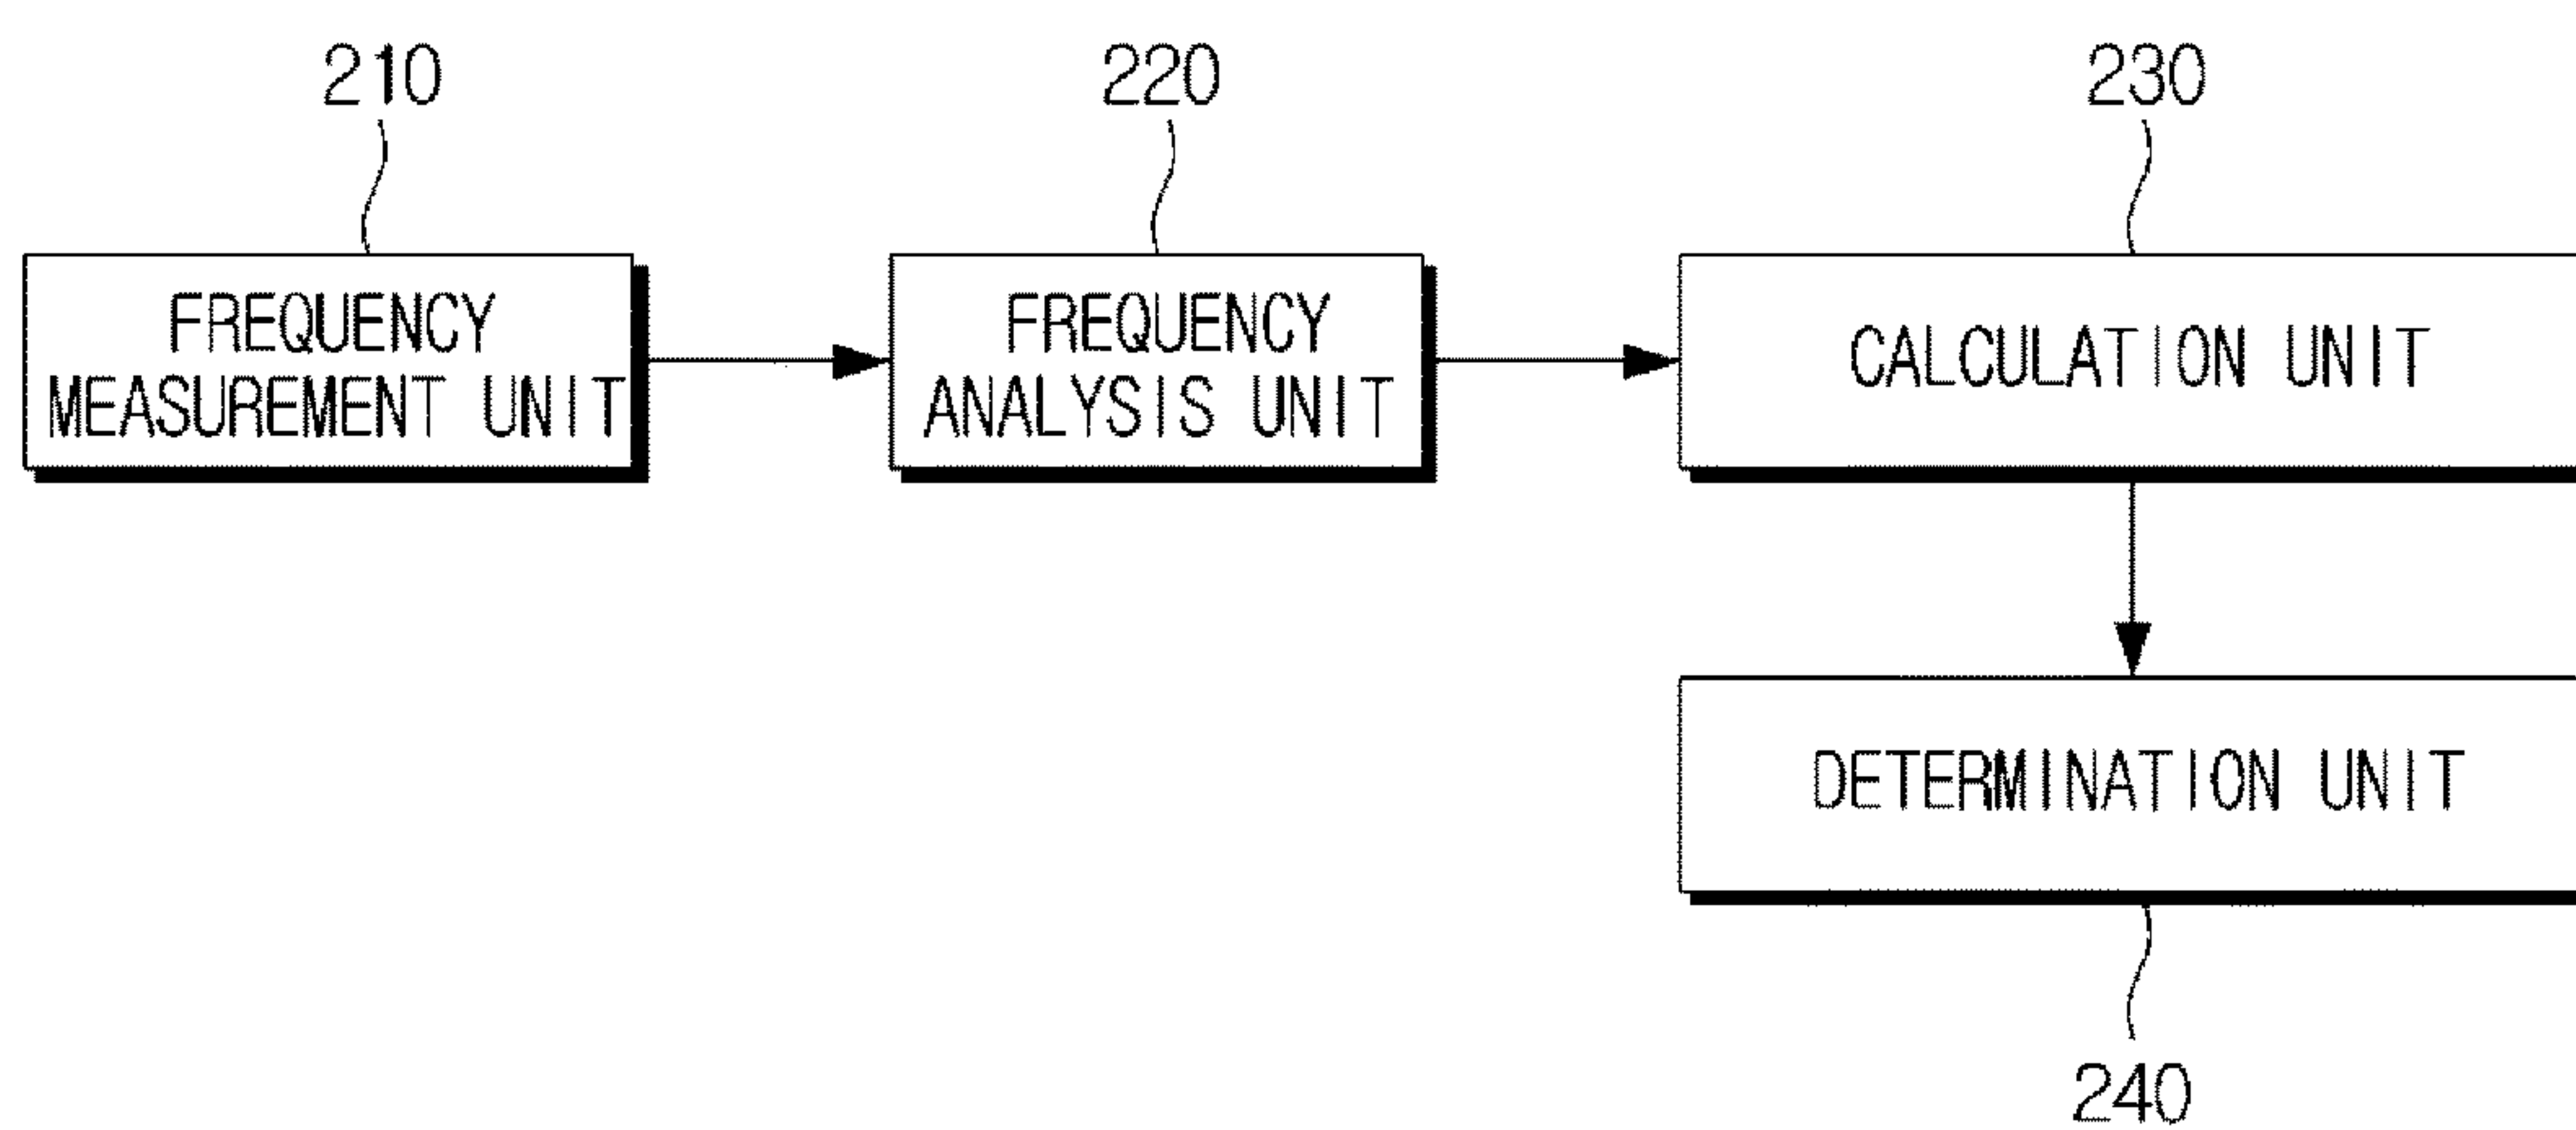 210
220
230
FREQUENCY
MEASUREMENT UNIT
FREQUENCY
ANALYSIS UNIT
CALCULATION UNIT
DETERMINATION UNIT
240